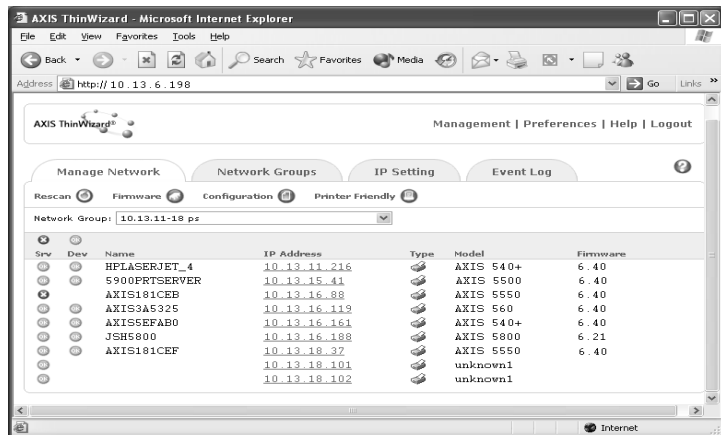 AXIS ThinWizard - Microsoft Internet Explorer
File Edit View Favorites Tools Help
Back Search Favorites Media
Address http://10.13.6.198 Go Links »
AXIS ThinWizard® Management | Preferences | Help | Logout
Manage Network Network Groups IP Setting Event Log ?
Rescan Firmware Configuration Printer Friendly
Network Group: 10.13.11-18 ps
Srv Dev Name IP Address Type Model Firmware
HPLASERJET_4 10.13.11.216 AXIS 540+ 6.40
5900PRTSERVER 10.13.15.41 AXIS 5500 6.40
AXIS181CEB 10.13.16.88 AXIS 5550 6.40
AXIS3A5325 10.13.16.119 AXIS 560 6.40
AXIS5EFAB0 10.13.16.161 AXIS 540+ 6.40
JSH5800 10.13.16.188 AXIS 5800 6.21
AXIS181CEF 10.13.18.37 AXIS 5550 6.40
10.13.18.101 unknown1
10.13.18.102 unknown1
Internet